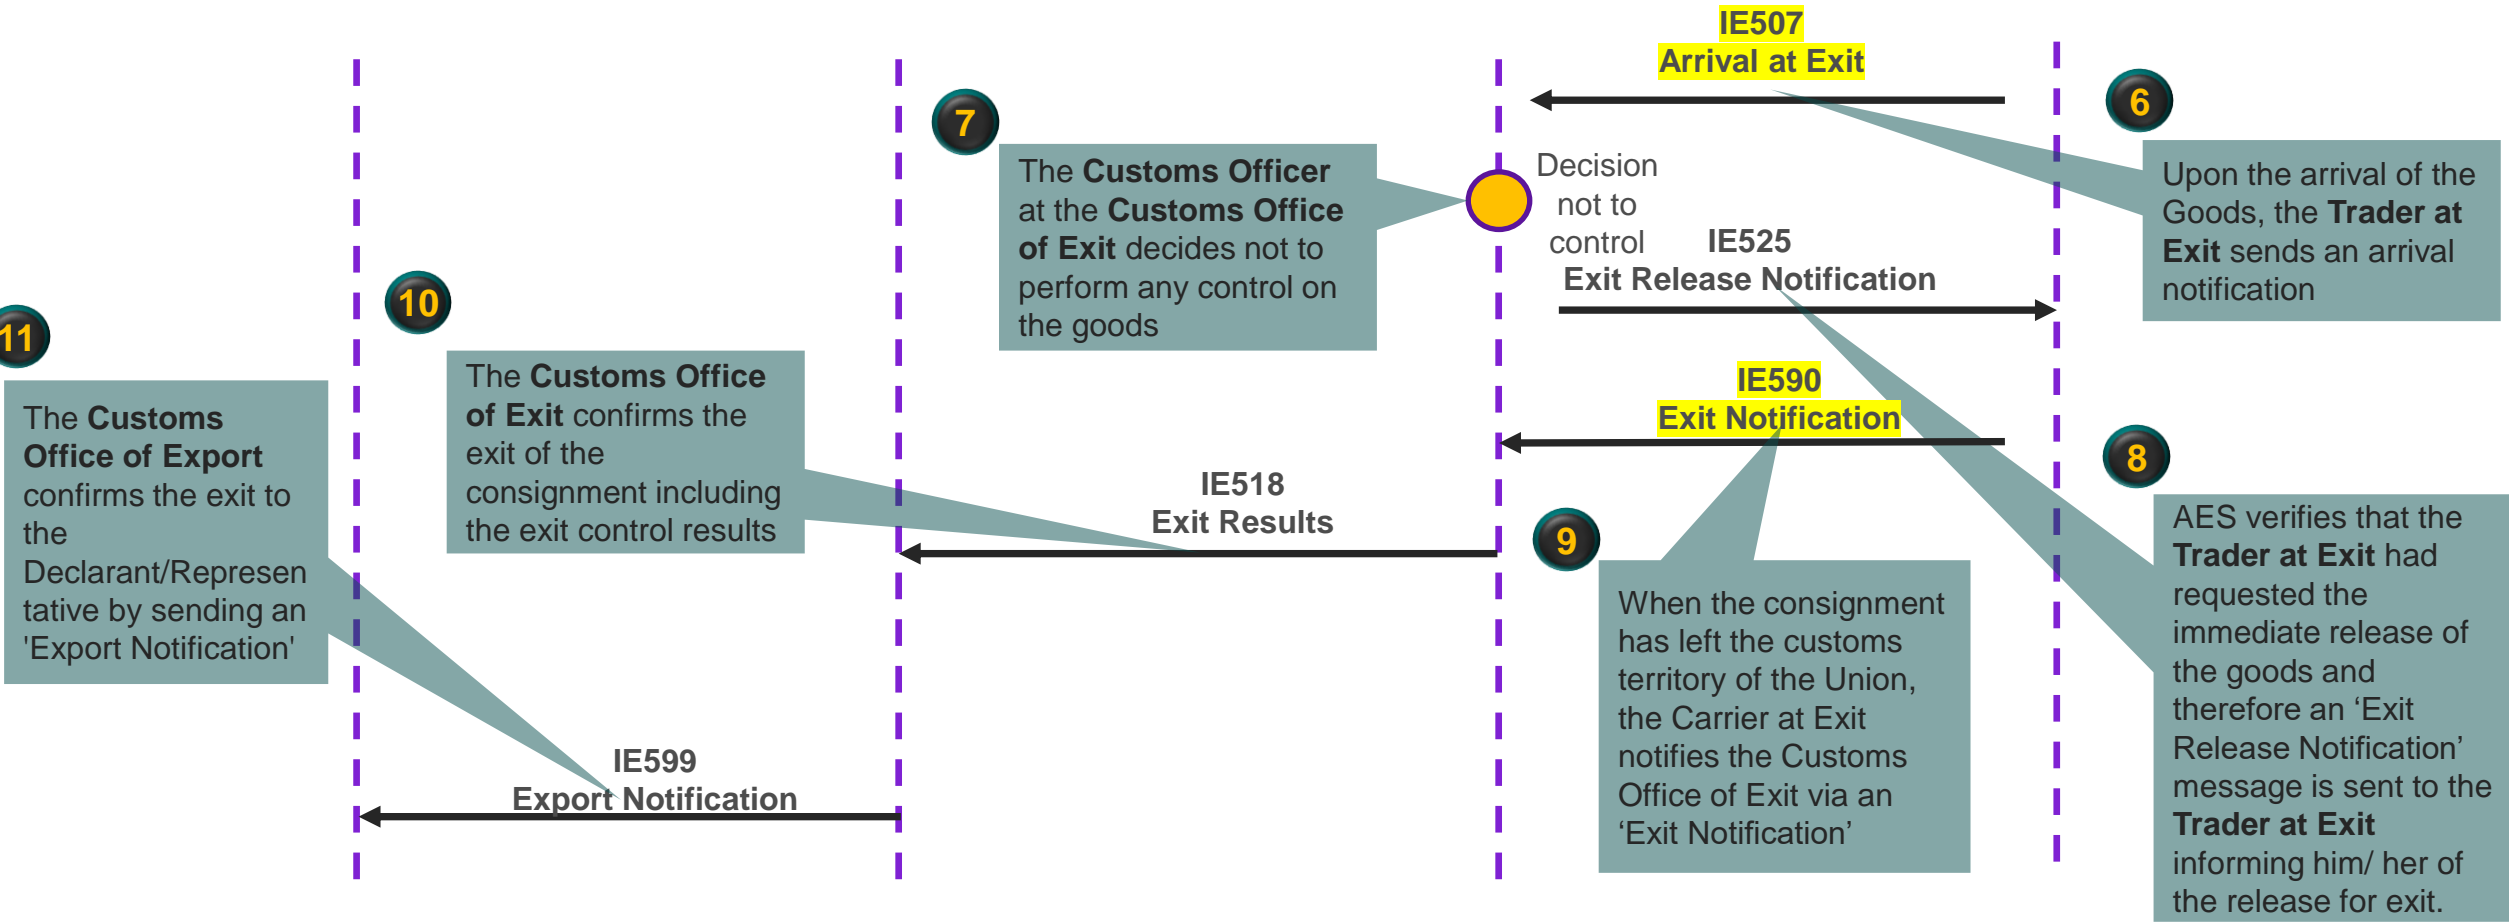 IE507
Arrival at Exit
6
Upon the arrival of the
Goods, the Trader at
Exit sends an arrival
notification
7
The Customs Officer
at the Customs Office
of Exit decides not to
perform any control on
the goods
Decision
not to
control
IE525
Exit Release Notification
8
AES verifies that the
Trader at Exit had
requested the
immediate release of
the goods and
therefore an ‘Exit
Release Notification’
message is sent to the
Trader at Exit
informing him/ her of
the release for exit.
IE590
Exit Notification
9
When the consignment
has left the customs
territory of the Union,
the Carrier at Exit
notifies the Customs
Office of Exit via an
‘Exit Notification’
10
The Customs Office
of Exit confirms the
exit of the
consignment including
the exit control results
IE518
Exit Results
11
The Customs
Office of Export
confirms the exit to
the
Declarant/Represen
tative by sending an
'Export Notification'
IE599
Export Notification